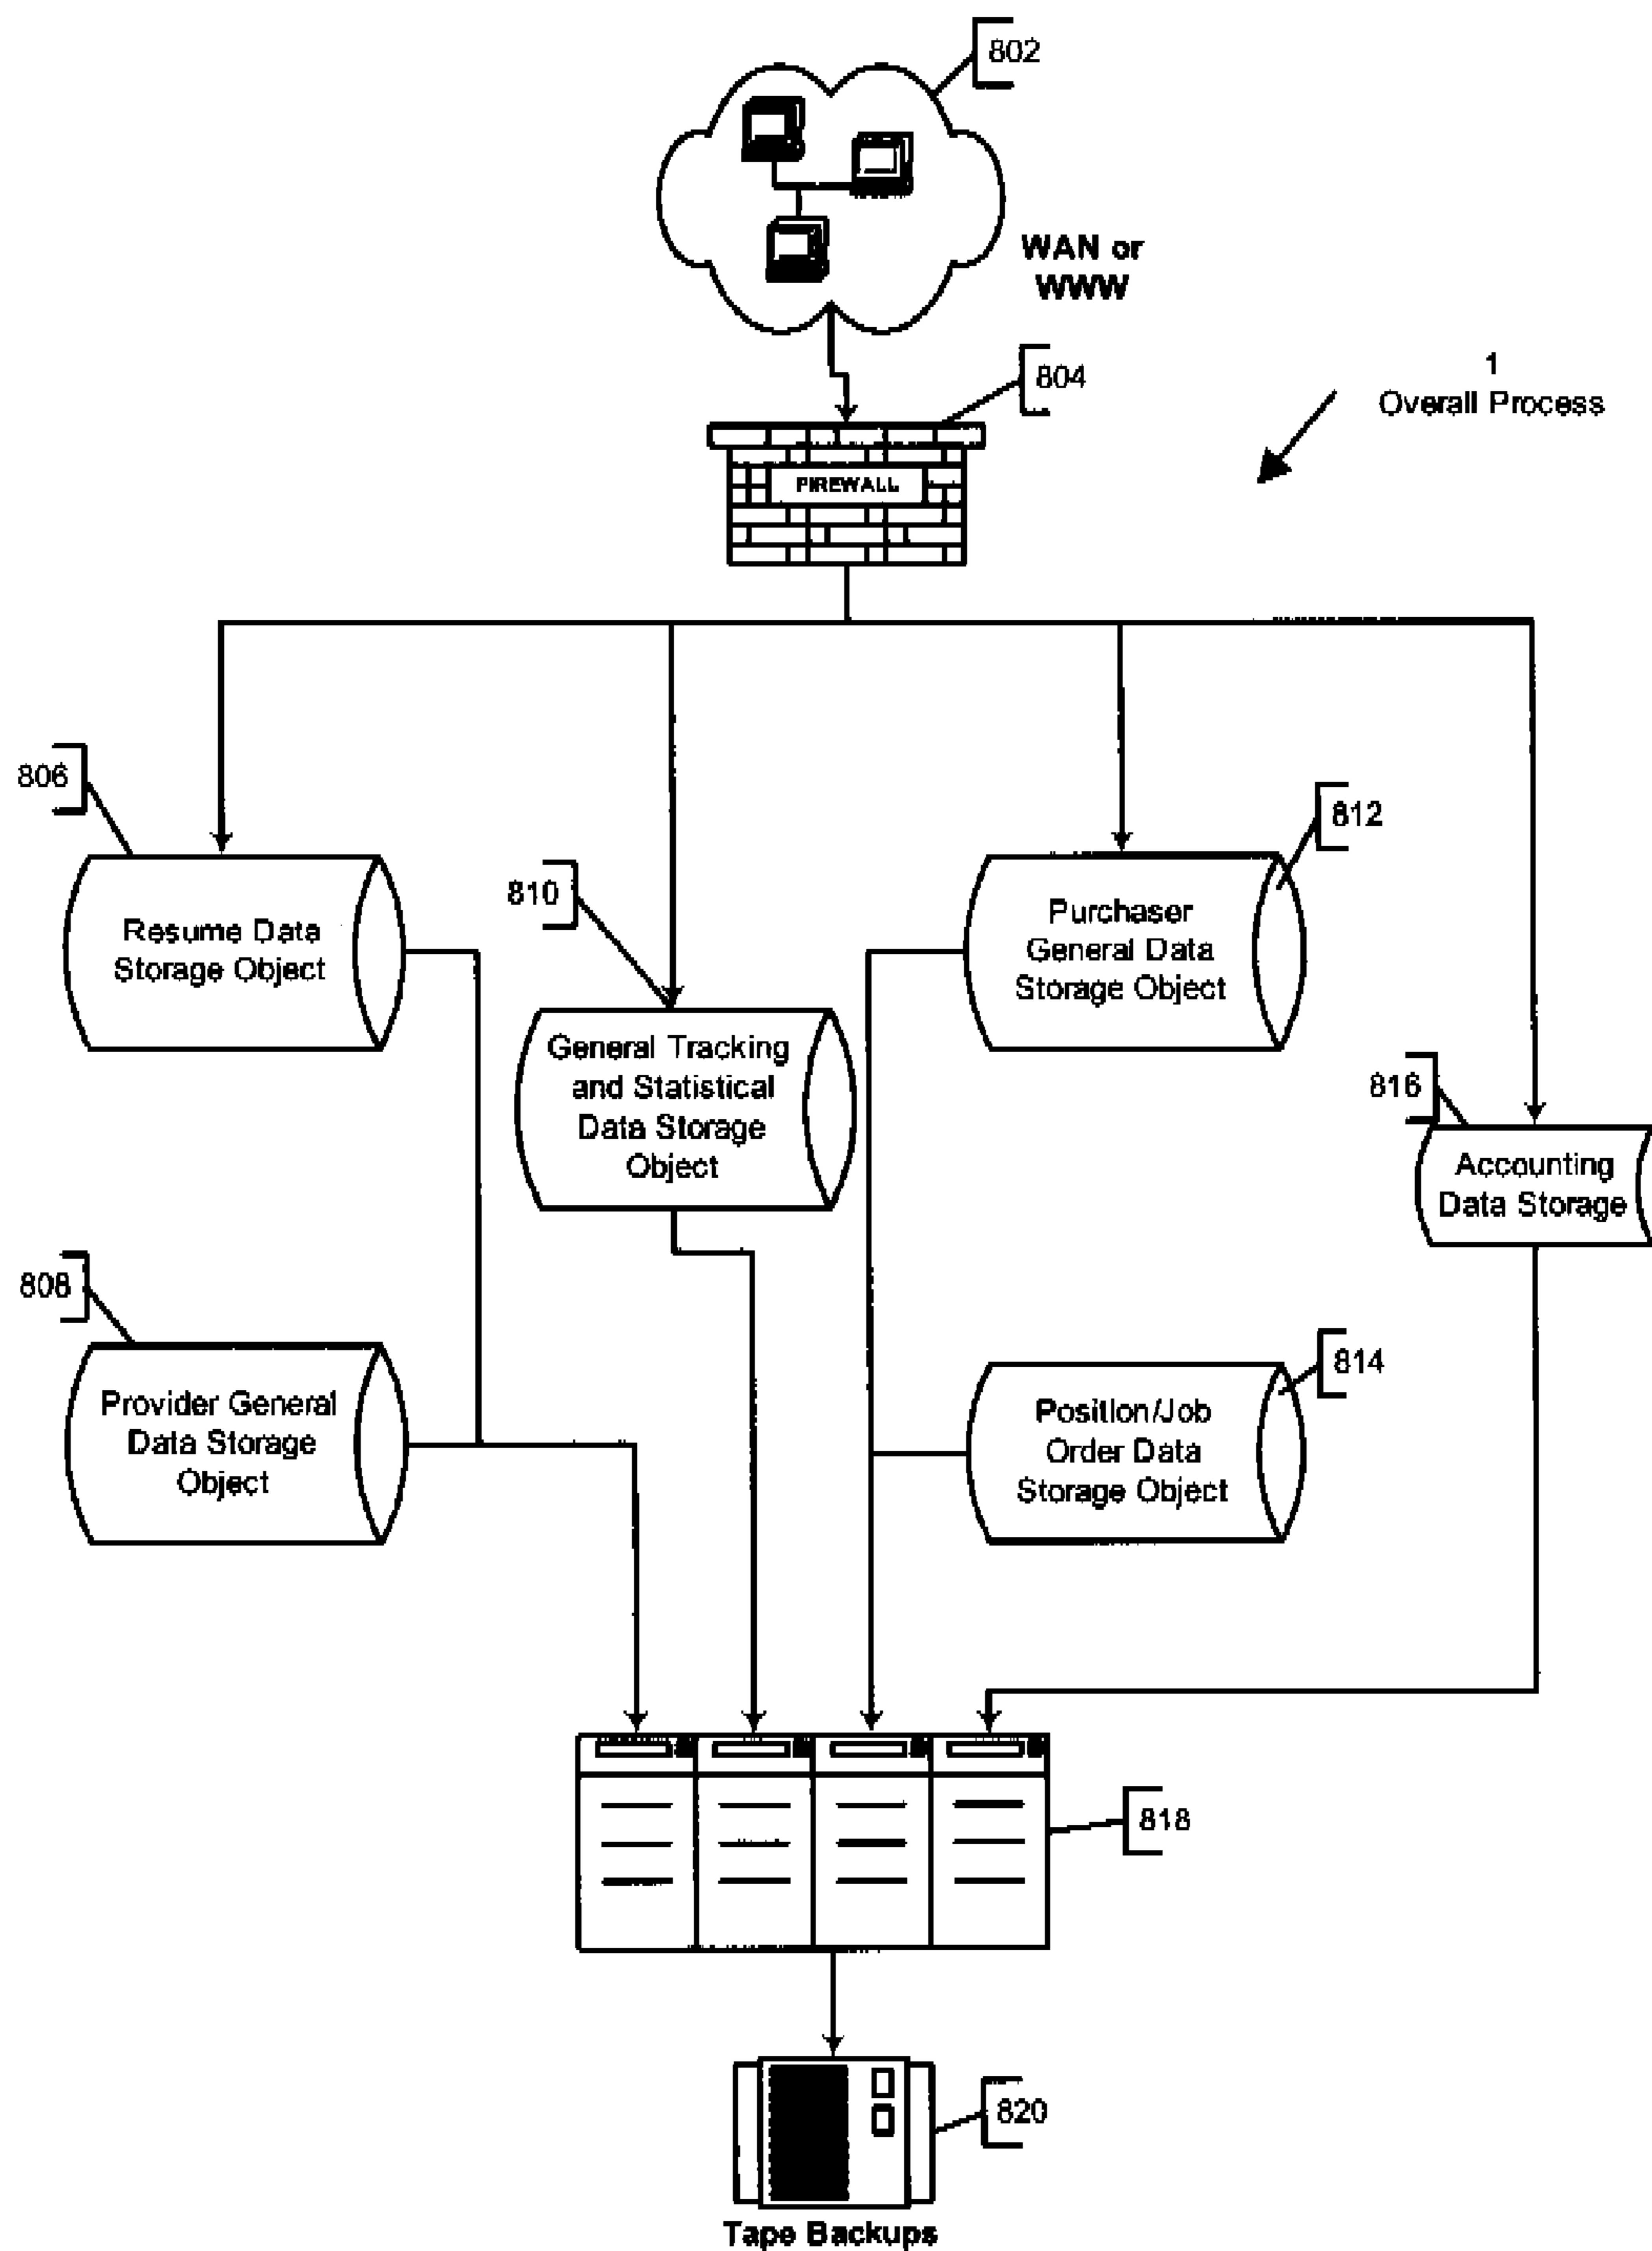 802
WAN or
WWW
804
1
Overall Process
FIREWALL
806
812
810
Resume Data
Storage Object
Purchaser
General Data
Storage Object
General Tracking
and Statistical
Data Storage
Object
816
Accounting
Data Storage
808
814
Provider General
Data Storage
Object
Position/Job
Order Data
Storage Object
818
820
Tape Backups